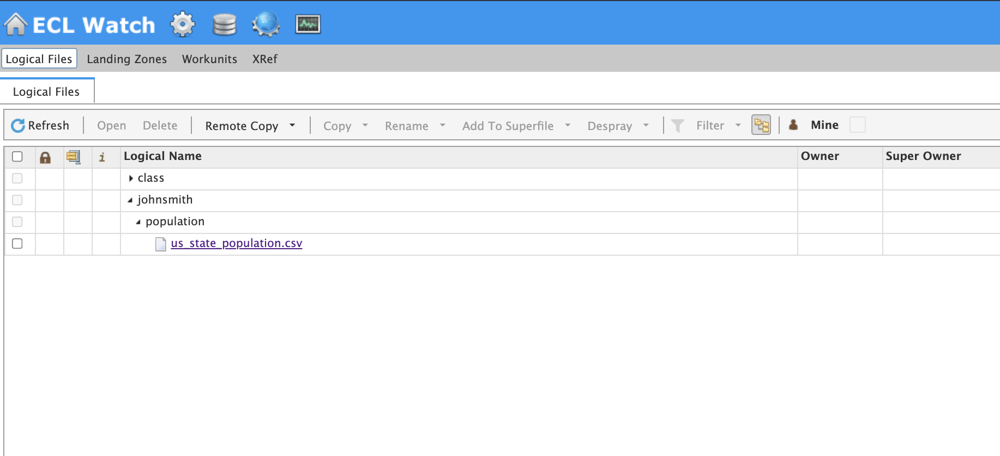 ECL Watch
Logical Files Landing Zones Workunits XRef
Logical Files
Refresh Open Delete Remote Copy Copy Rename Add To Superfile Despray Filter Mine
i Logical Name Owner Super Owner
class
johnsmith
population
us_state_population.csv